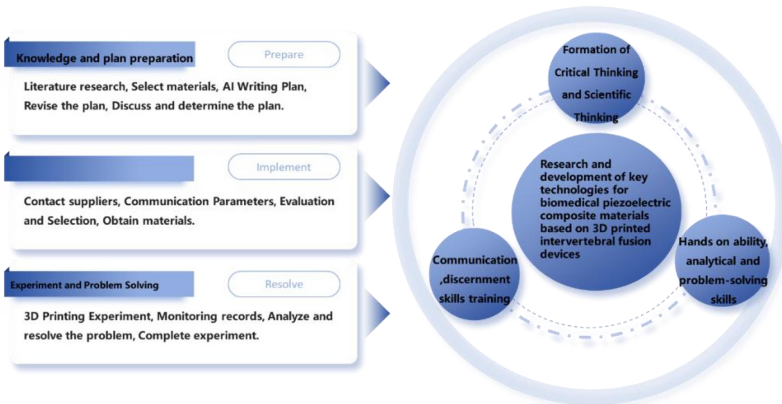 Knowledge and plan preparation
Prepare
Literature research, Select materials, AI Writing Plan,
Revise the plan, Discuss and determine the plan.
Implement
Contact suppliers, Communication Parameters, Evaluation
and Selection, Obtain materials.
Experiment and Problem Solving
Resolve
3D Printing Experiment, Monitoring records, Analyze and
resolve the problem, Complete experiment.
Formation of
Critical Thinking
and Scientific
Thinking
Research and
development of key
technologies for
biomedical piezoelectric
composite materials
based on 3D printed
intervertebral fusion
devices
Communication
,discernment
skills training
Hands on ability,
analytical and
problem-solving
skills